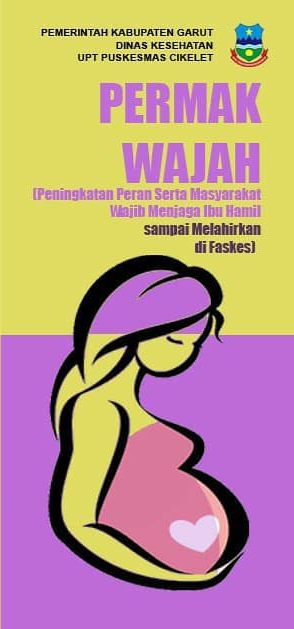 PEMERINTAH KABUPATEN GARUT
DINAS KESEHATAN
UPT PUSKESMAS CIKELET
PERMAK
WAJAH
(Peningkatan Peran Serta Masyarakat
Wajib Menjaga Ibu Hamil
sampai Melahirkan
di Faskes)